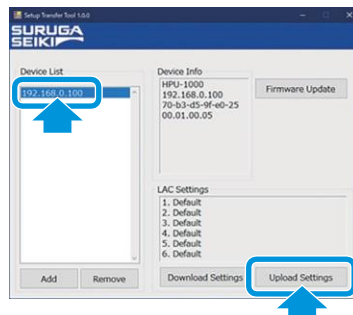 Setup Transfer Tool 1.0.0
SURUGA
SEIKI
Device List
192.168.0.100
Add
Remove
Device Info
HPU-1000
192.168.0.100
70-b3-d5-9f-e0-25
00.01.00.05
Firmware Update
LAC Settings
1. Default
2. Default
3. Default
4. Default
5. Default
6. Default
Download Settings
Upload Settings